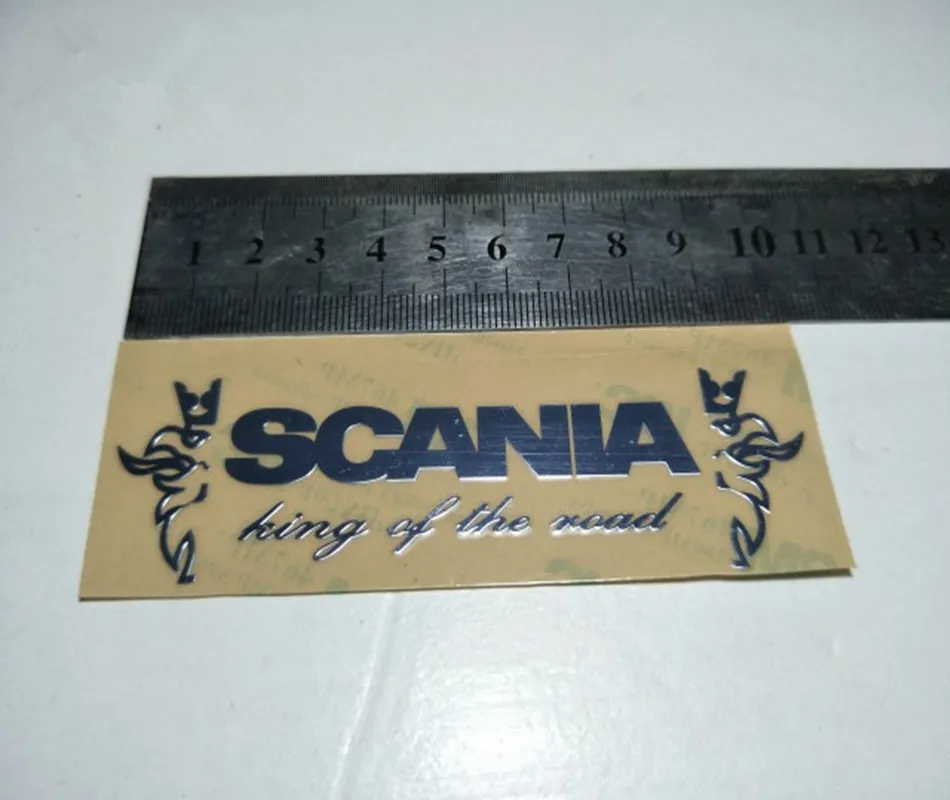 1 2 3 4 5 6 7 8 9 10 11 12 13
SCANIA
king of the road